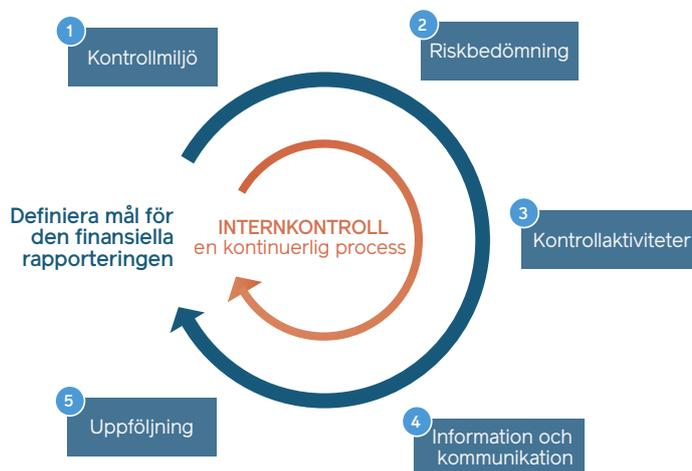 1
Kontrollmiljö
2
Riskbedömning
Definiera mål för
den finansiella
rapporteringen
INTERNKONTROLL
en kontinuerlig process
3
Kontrollaktiviteter
5
Uppföljning
4
Information och
kommunikation